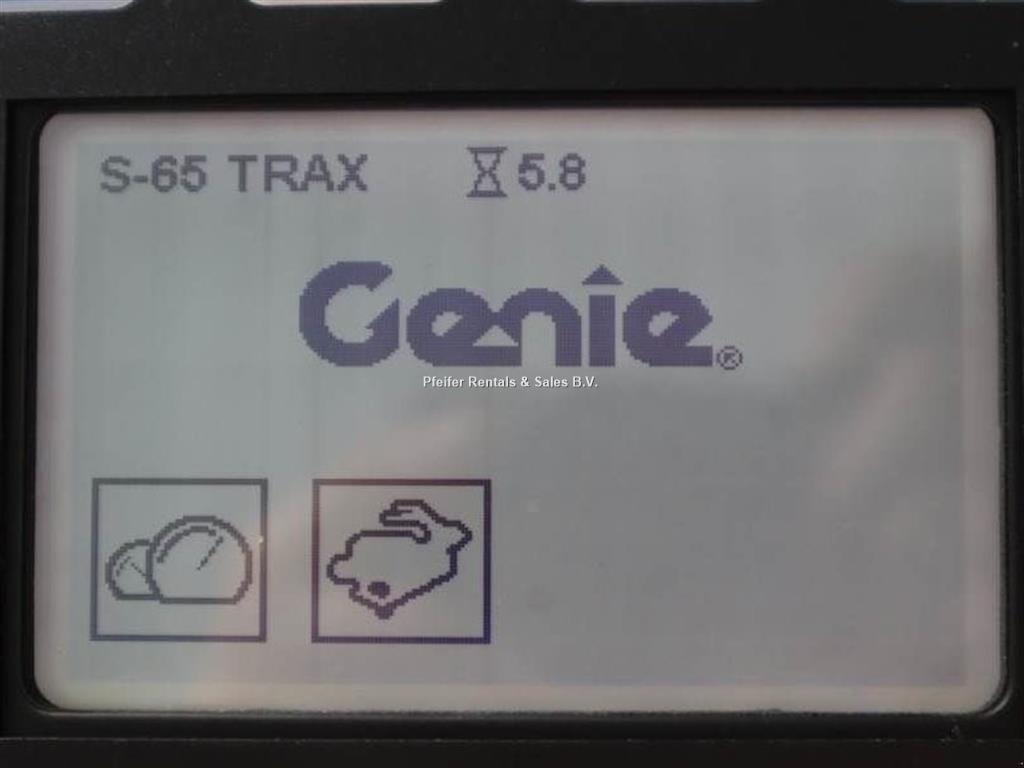 S-65 TRAX 5.8
Genie®
Pfeifer Rentals & Sales B.V.